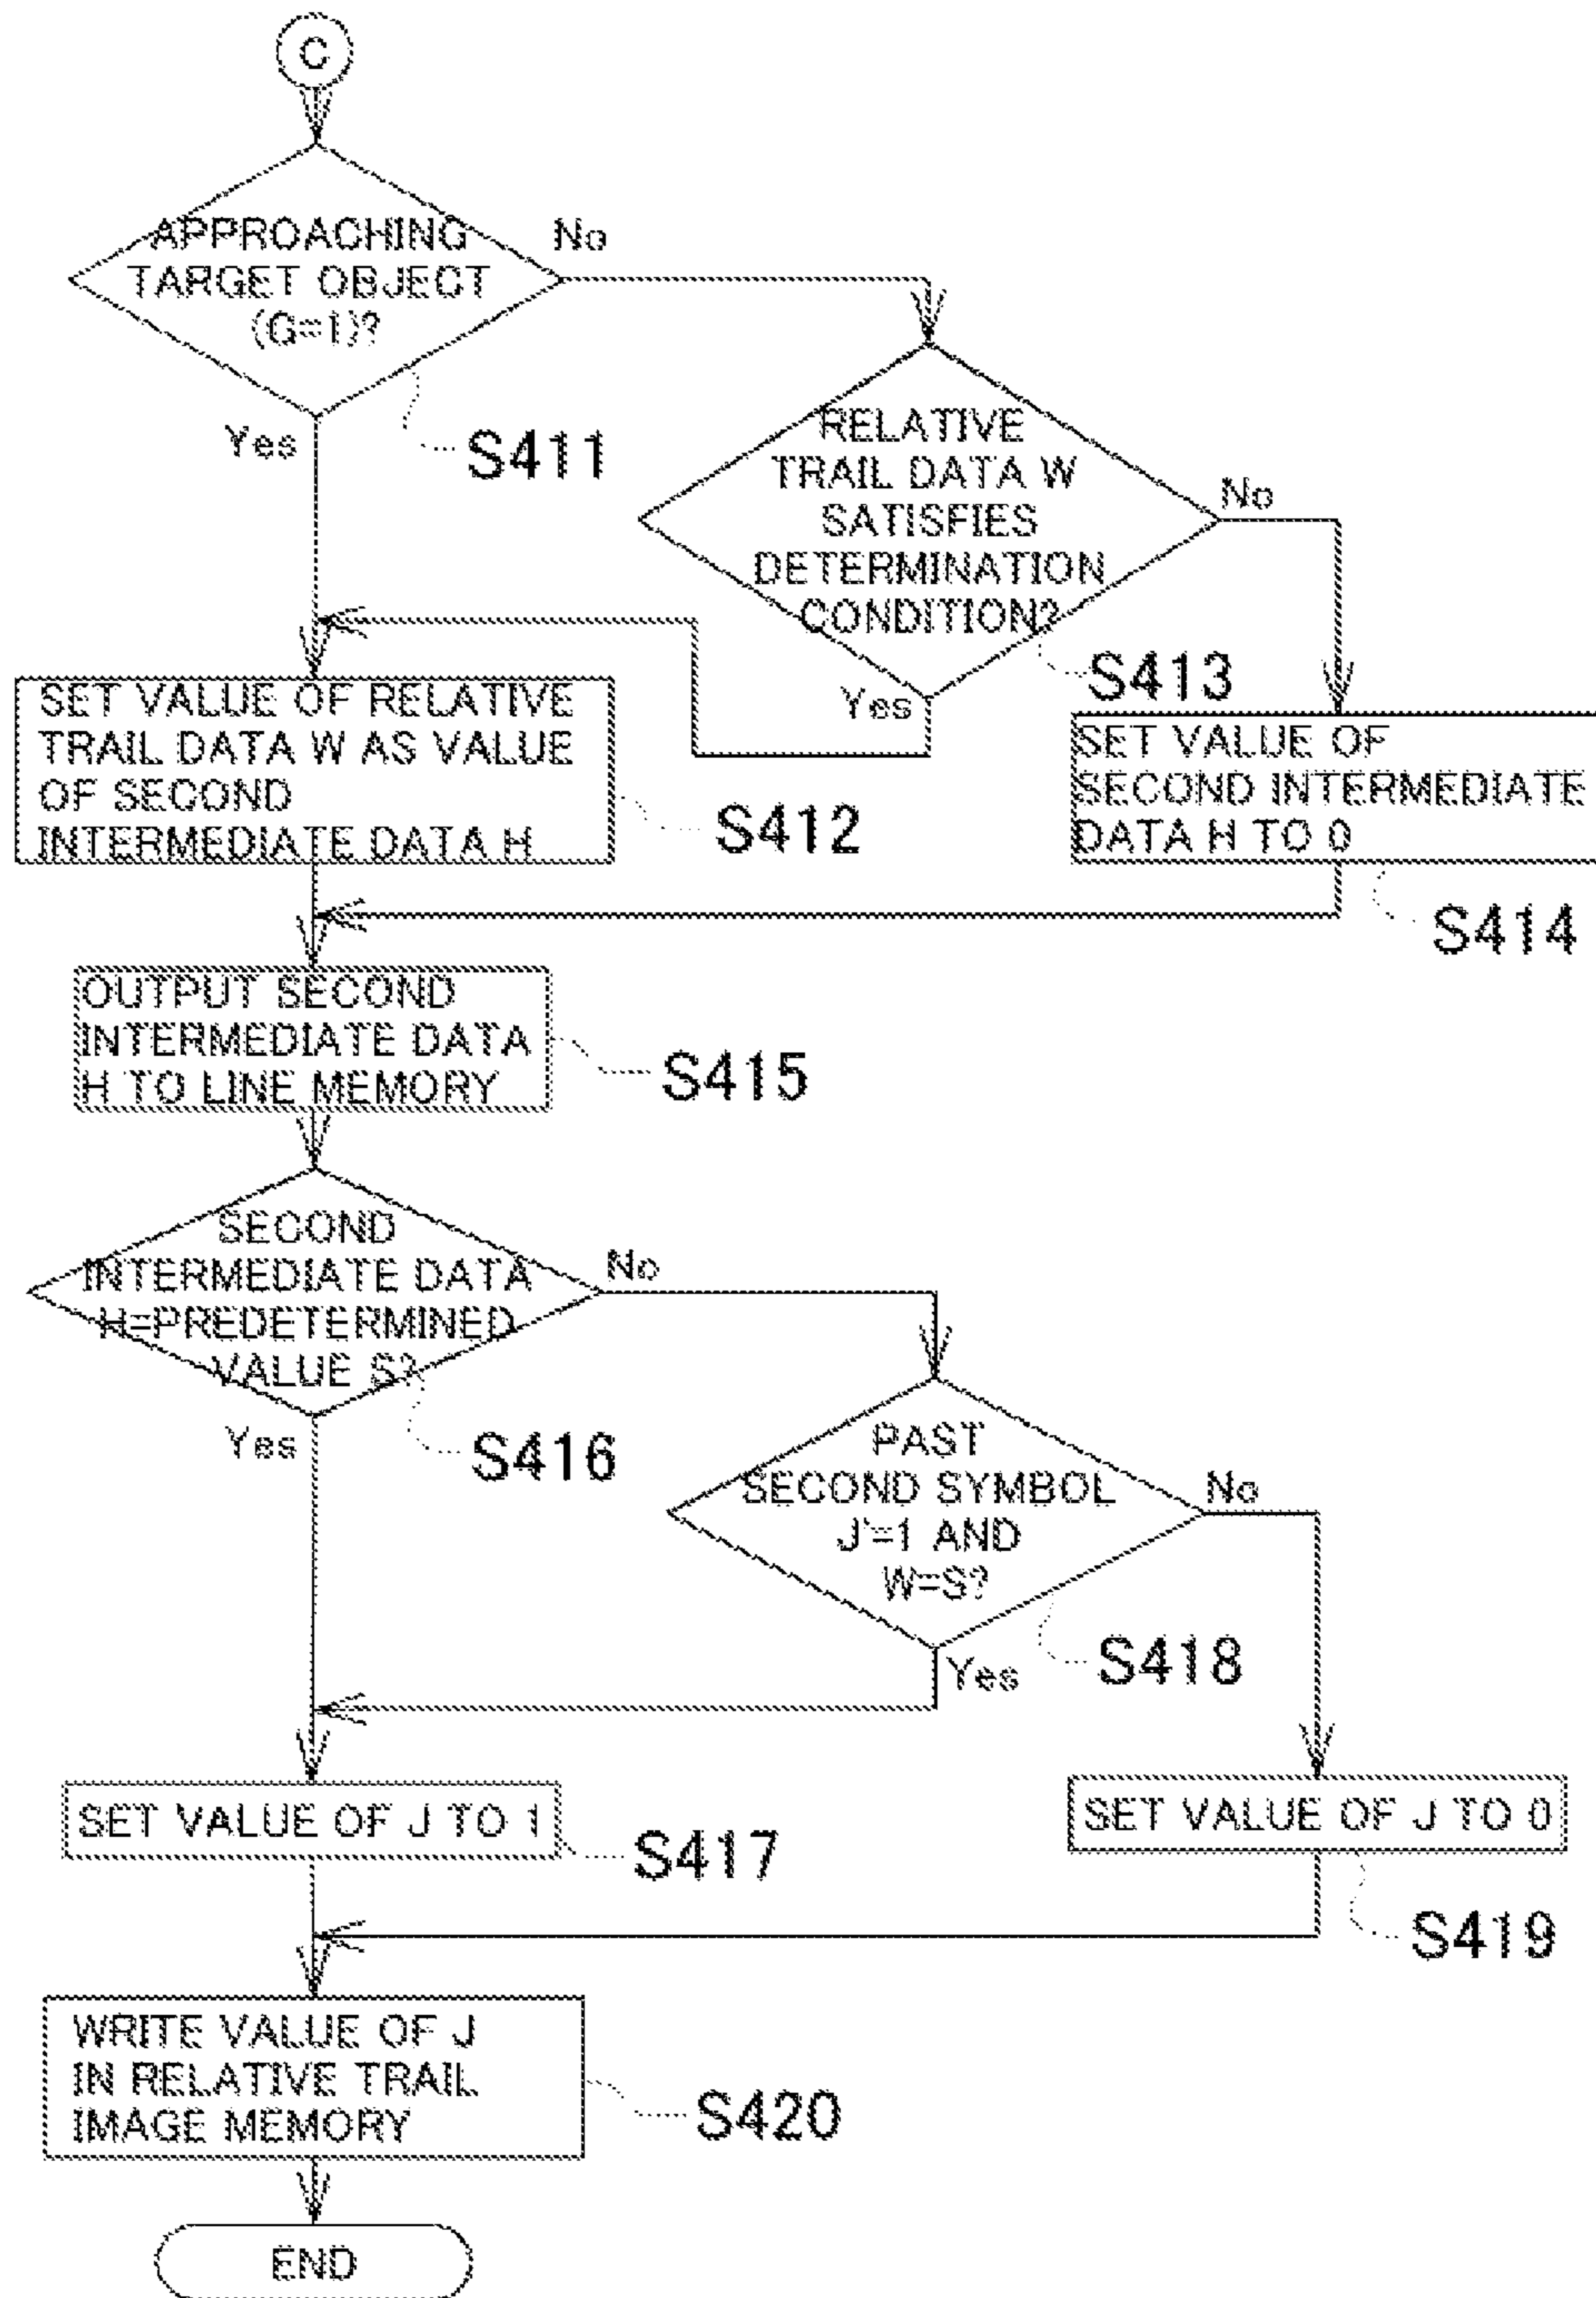 C
APPROACHING
TARGET OBJECT
(G=1)?
No
Yes
S411
RELATIVE
TRAIL DATA W
SATISFIES
DETERMINATION
CONDITION?
No
Yes
S413
SET VALUE OF RELATIVE
TRAIL DATA W AS VALUE
OF SECOND
INTERMEDIATE DATA H
S412
SET VALUE OF
SECOND INTERMEDIATE
DATA H TO 0
S414
OUTPUT SECOND
INTERMEDIATE DATA
H TO LINE MEMORY
S415
SECOND
INTERMEDIATE DATA
H=PREDETERMINED
VALUE S?
No
Yes
S416
PAST
SECOND SYMBOL
J'=1 AND
W=S?
No
Yes
S418
SET VALUE OF J TO 1
S417
SET VALUE OF J TO 0
S419
WRITE VALUE OF J
IN RELATIVE TRAIL
IMAGE MEMORY
S420
END